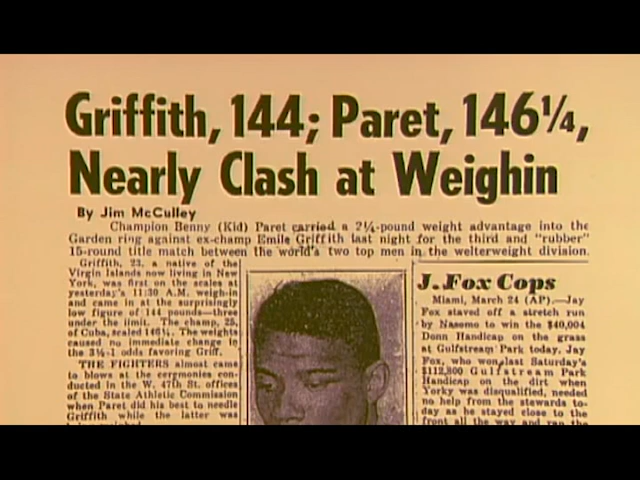 Griffith, 144; Paret, 146¼,
Nearly Clash at Weighin
By Jim McCulley
Champion Benny (Kid) Paret carried a 2¼-pound weight advantage into the
Garden ring against ex-champ Emile Griffith last night for the third and "rubber"
15-round title match between the world's two top men in the welterweight division.
Griffith, 23, a native of the
Virgin Islands now living in New
York, was first on the scales at
yesterday's 11:30 A.M. weigh-in
and came in at the surprisingly
low figure of 144 pounds—three
under the limit. The champ, 25,
of Cuba, scaled 146¼. The weights
caused no immediate change in
the 3½-1 odds favoring Griff.
THE FIGHTERS almost came
to blows at the ceremonies con-
ducted in the W. 47th St. offices
of the State Athletic Commission
when Paret did his best to needle
Griffith while the latter was
J. Fox Cops
Miami, March 24 (AP).—Jay
Fox staved off a stretch run
by Nasomo to win the $40,004
Donn Handicap on the grass
at Gulfstream Park today. Jay
Fox, who won last Saturday's
$112,800 Gulfstream Park
Handicap on the dirt when
Yorky was disqualified, needed
no help from the stewards to-
day as he stayed close to the
front all the way and ran the